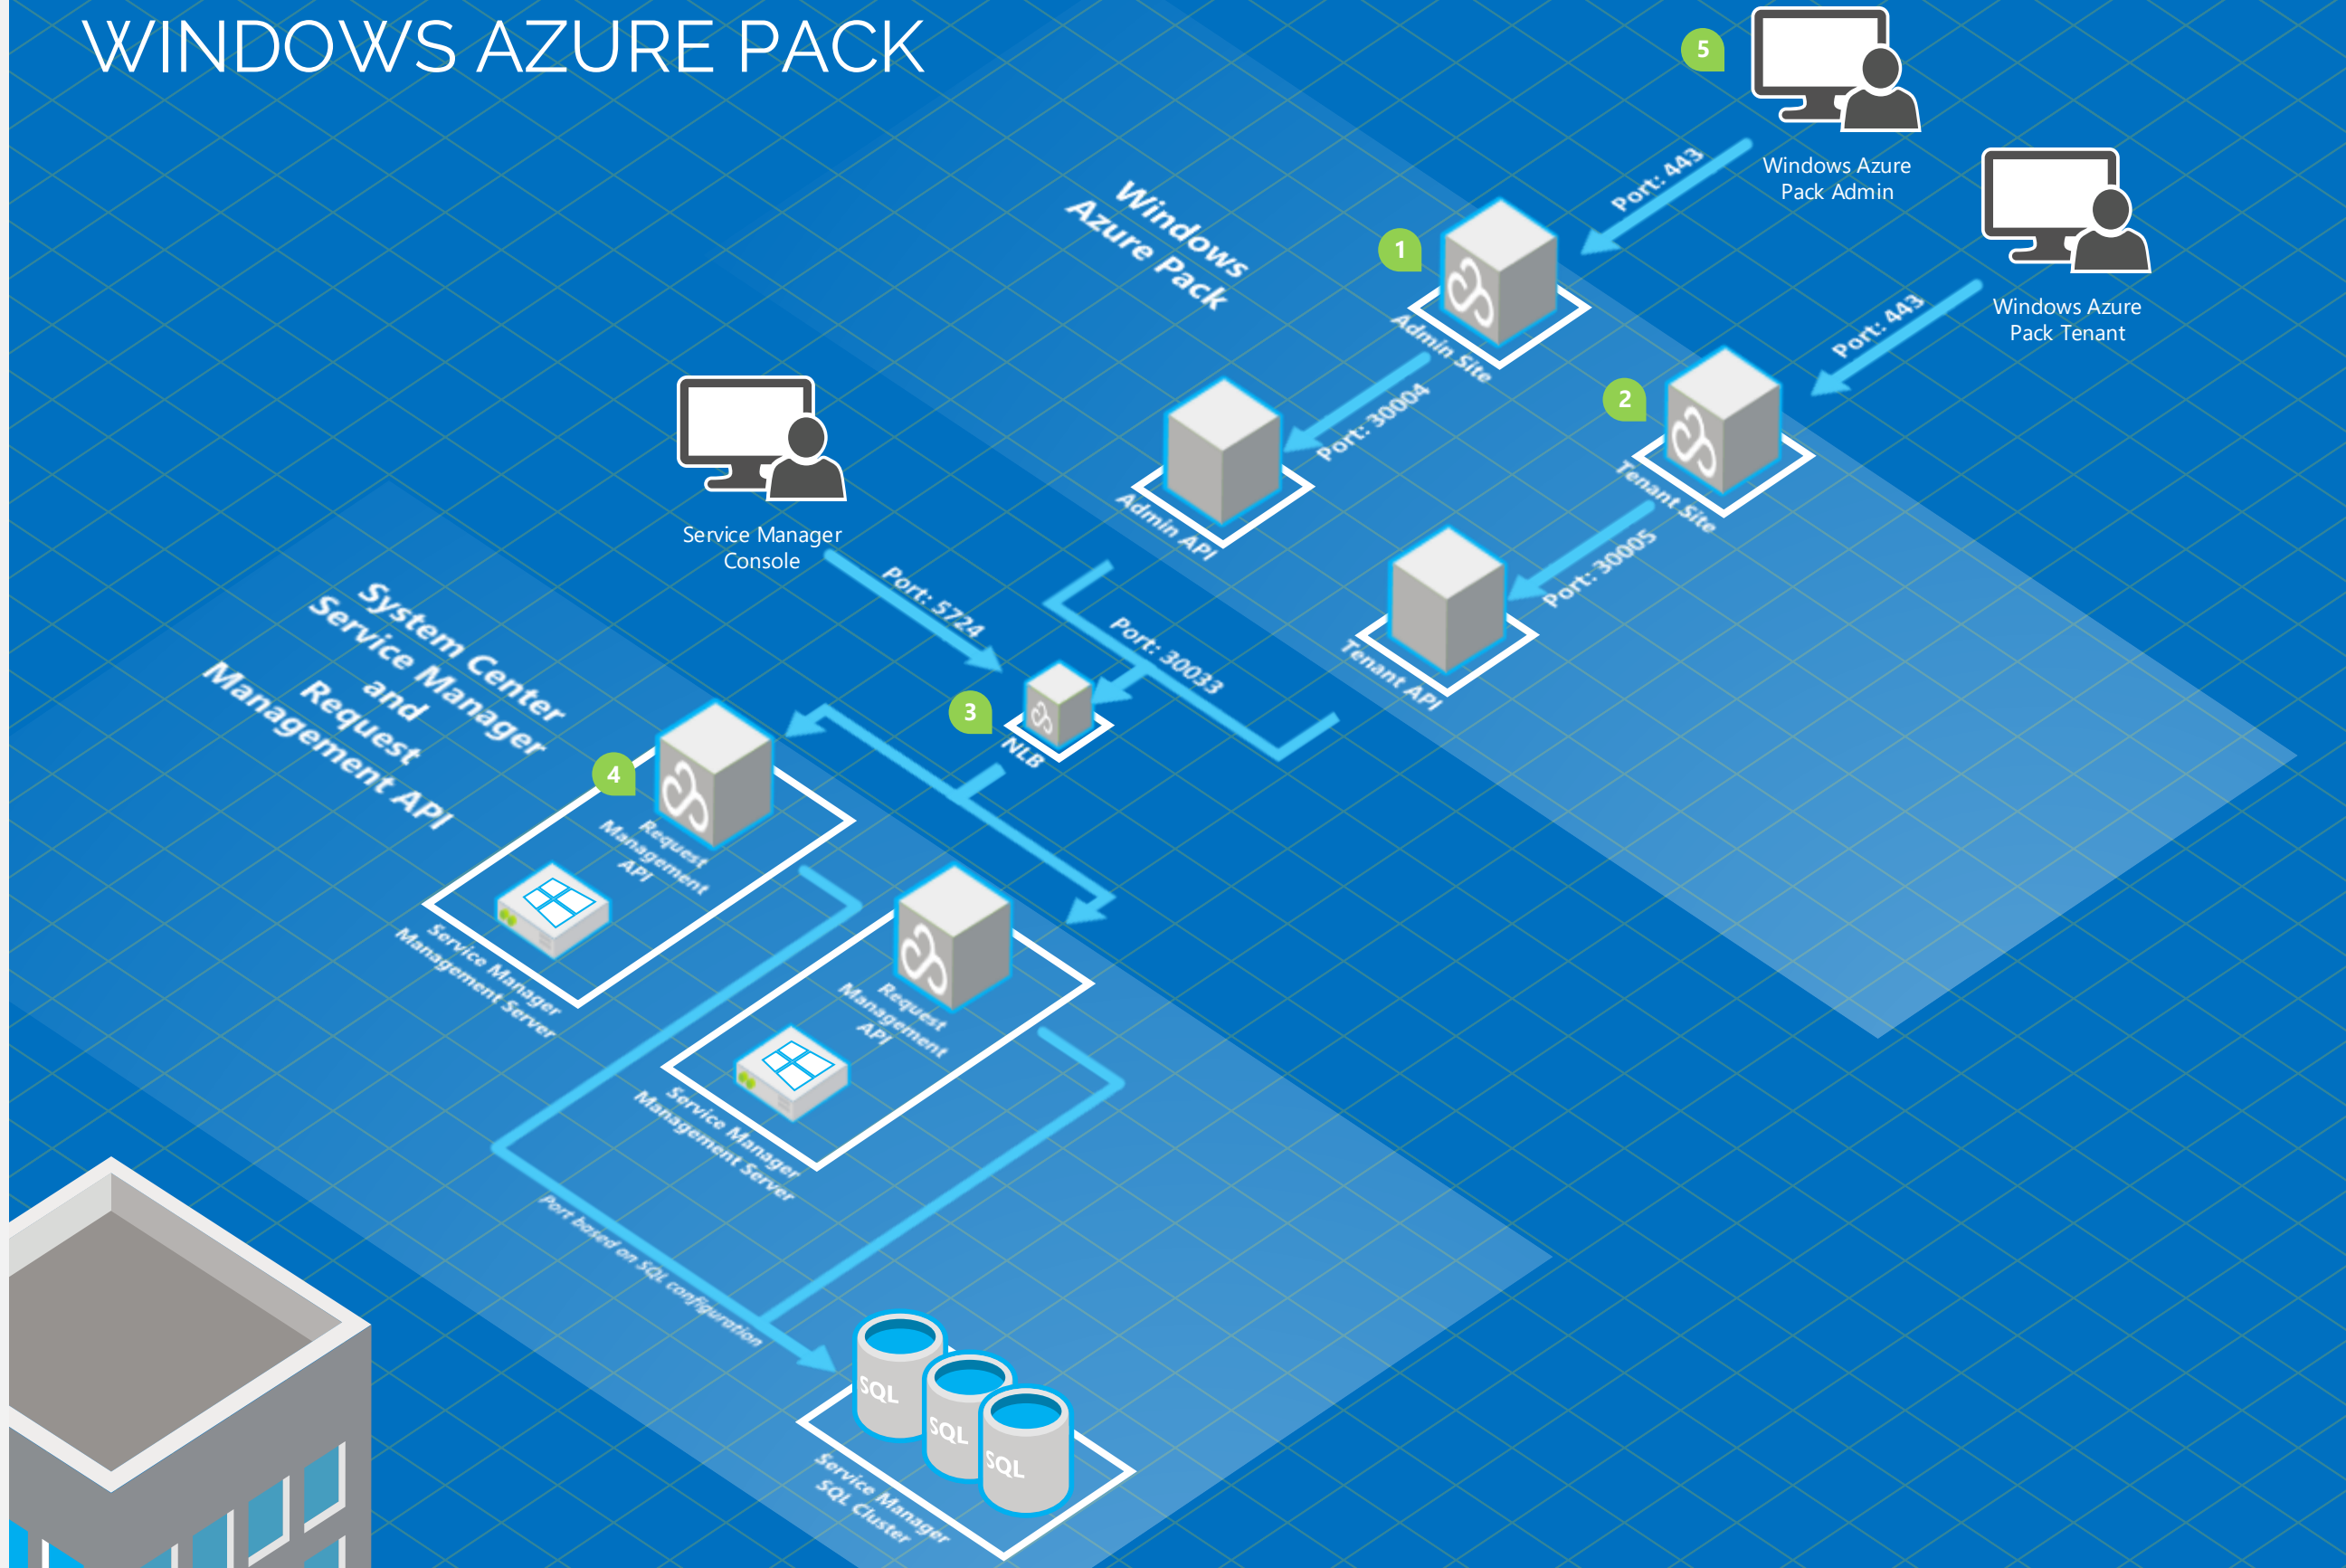 WINDOWS AZURE PACK
5
Windows Azure
Pack Admin
Port: 443
Windows Azure
Pack Tenant
Port: 443
Windows
Azure Pack
1
Admin Site
2
Tenant Site
Port: 30004
Admin API
Port: 30005
Tenant API
Service Manager
Console
Port: 5724
Port: 30033
3
NLB
System Center
Service Manager
and
Request
Management API
4
Request
Management
API
Service Manager
Management Server
Request
Management
API
Service Manager
Management Server
Port based on SQL configuration
SQL
SQL
SQL
Service Manager
SQL Cluster